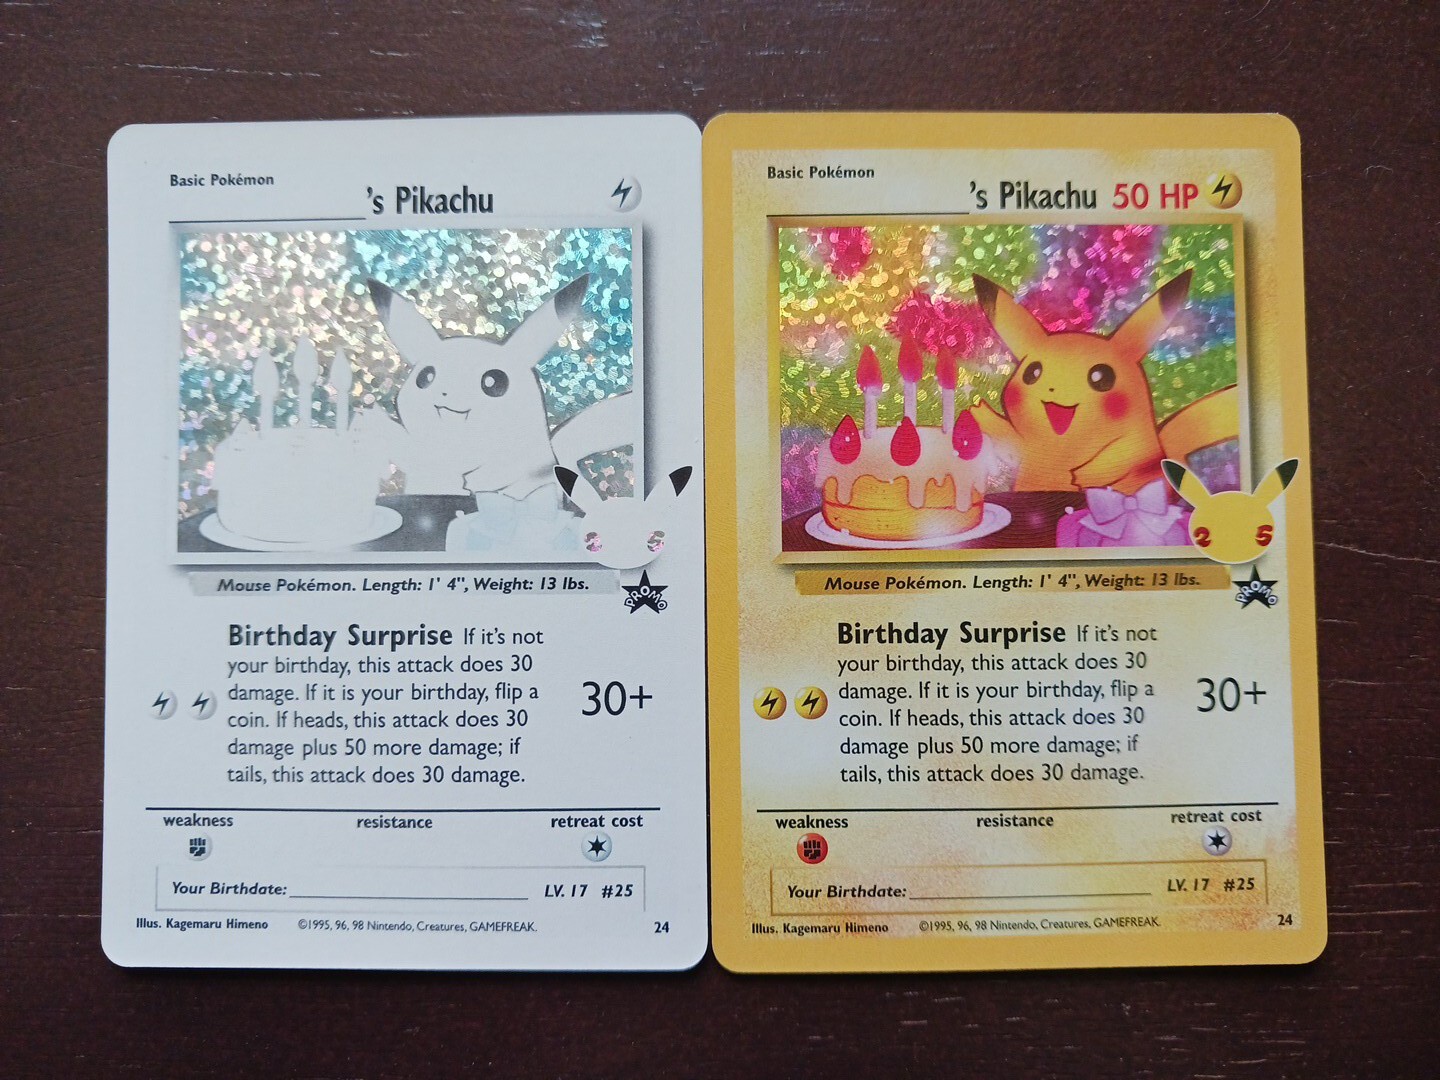 Basic Pokémon
's Pikachu
Mouse Pokémon. Length: 1' 4", Weight: 13 lbs.
PROMO
Birthday Surprise If it's not
your birthday, this attack does 30
damage. If it is your birthday, flip a
coin. If heads, this attack does 30
damage plus 50 more damage; if
tails, this attack does 30 damage.
30+
weakness resistance retreat cost
Your Birthdate: LV. 17 #25
Illus. Kagemaru Himeno ©1995, 96, 98 Nintendo, Creatures, GAMEFREAK. 24
Basic Pokémon
's Pikachu 50 HP
25
Mouse Pokémon. Length: 1' 4", Weight: 13 lbs.
PROMO
Birthday Surprise If it's not
your birthday, this attack does 30
damage. If it is your birthday, flip a
coin. If heads, this attack does 30
damage plus 50 more damage; if
tails, this attack does 30 damage.
30+
weakness resistance retreat cost
Your Birthdate: LV. 17 #25
Illus. Kagemaru Himeno ©1995, 96, 98 Nintendo, Creatures, GAMEFREAK. 24